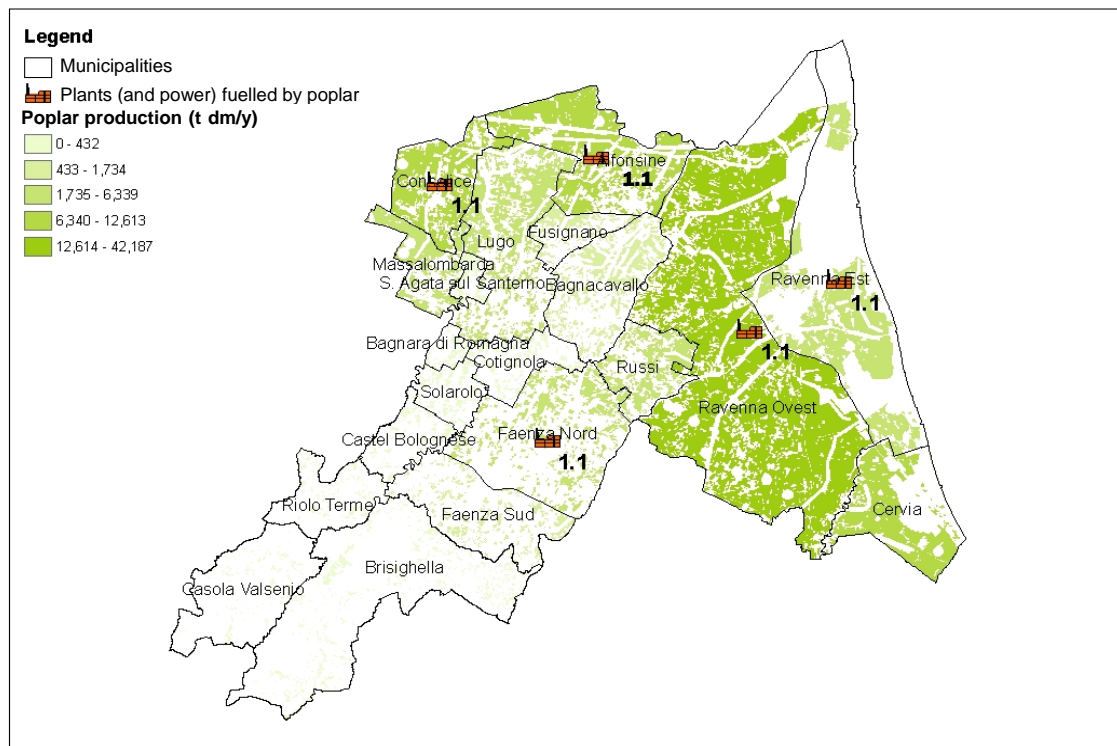 Legend
Municipalities
Plants (and power) fuelled by poplar
Poplar production (t dm/y)
0 - 432
433 - 1,734
1,735 - 6,339
6,340 - 12,613
12,614 - 42,187
1.1
1.1
Lugo
Fusignano
Massalombarda
S. Agata sul Santerno
Bagnacavallo
Ravenna Est
1.1
Bagnara di Romagna
Cotignola
Russi
1.1
Solarolo
Ravenna Ovest
Castel Bolognese
Faenza Nord
1.1
Riolo Terme
Faenza Sud
Cervia
Brisighella
Casola Valsenio